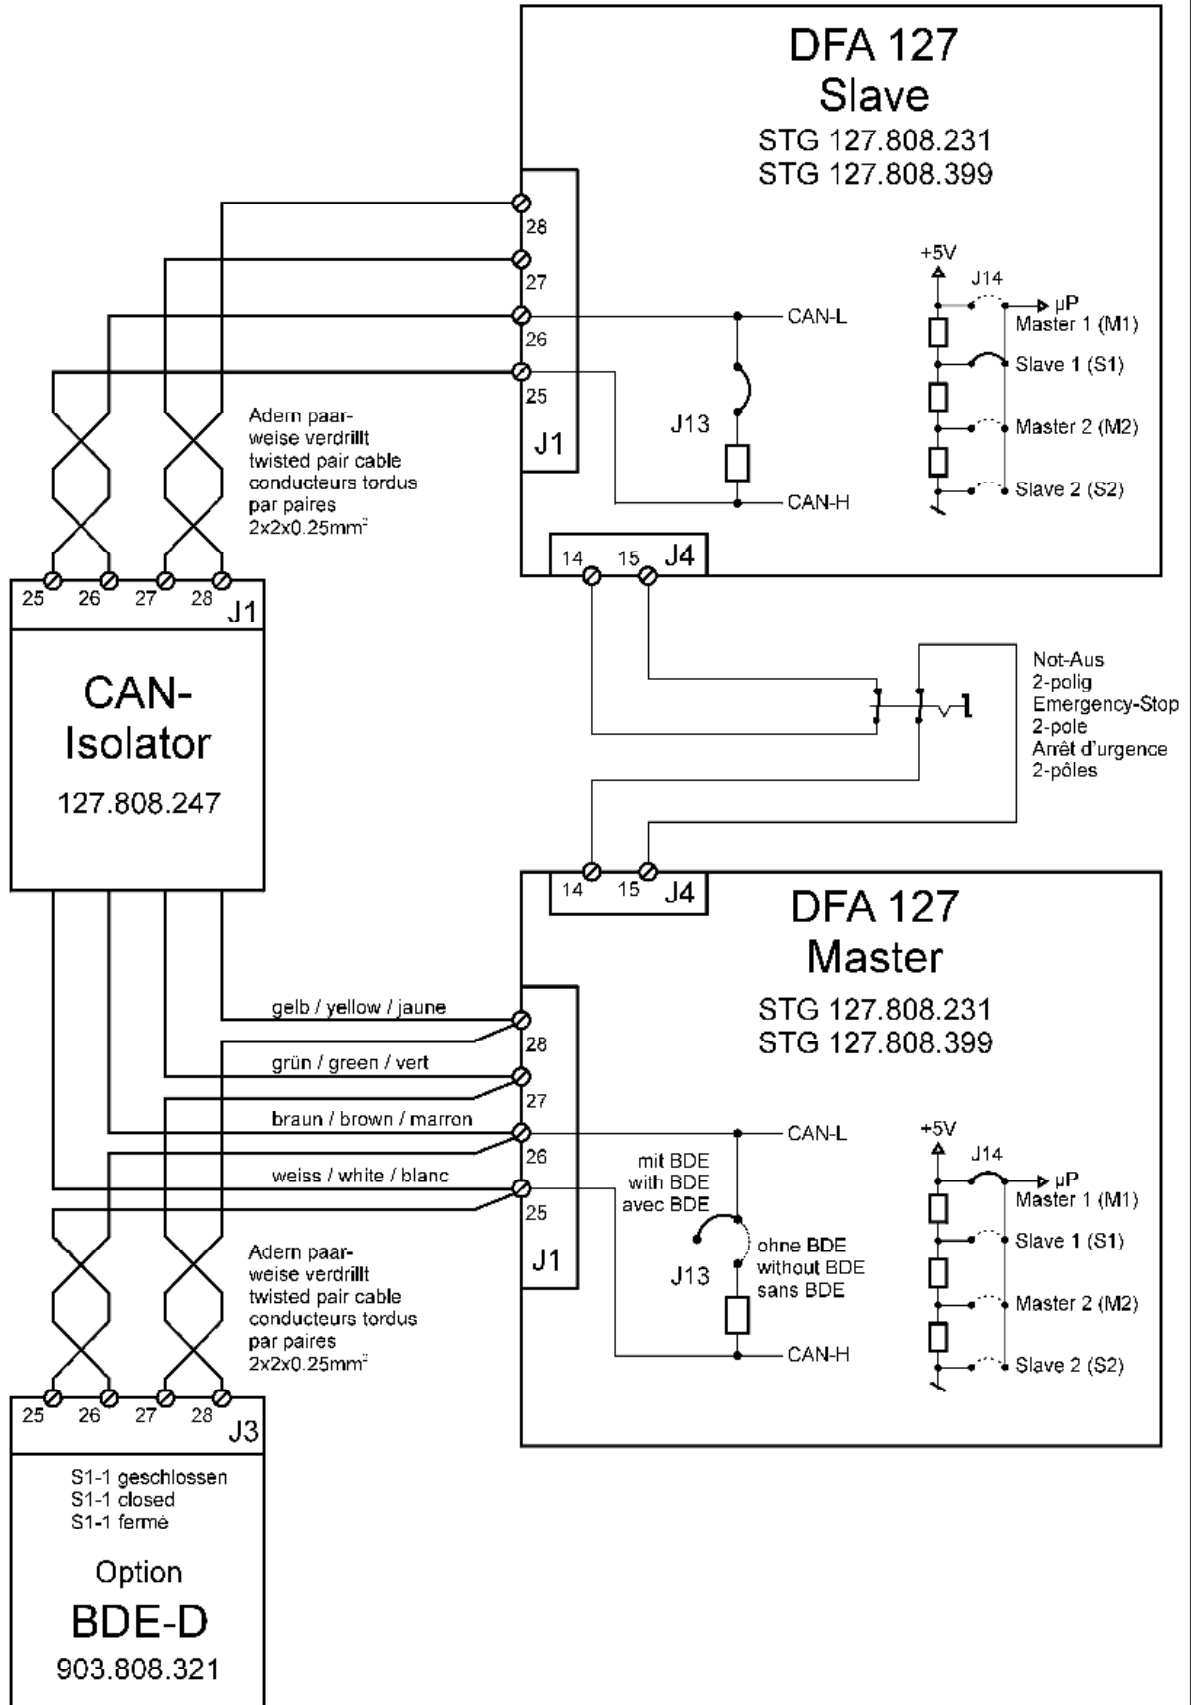 DFA 127
Slave
STG 127.808.231
STG 127.808.399
28
27
26
25
J1
CAN-L
J13
CAN-H
+5V
J14
µP
Master 1 (M1)
Slave 1 (S1)
Master 2 (M2)
Slave 2 (S2)
14
15
J4
Adern paar-
weise verdrillt
twisted pair cable
conducteurs tordus
par paires
2x2x0.25mm²
25
26
27
28
J1
CAN-
Isolator
127.808.247
Not-Aus
2-polig
Emergency-Stop
2-pole
Arrêt d'urgence
2-pôles
14
15
J4
DFA 127
Master
STG 127.808.231
STG 127.808.399
gelb / yellow / jaune
28
grün / green / vert
27
braun / brown / marron
26
weiss / white / blanc
25
J1
CAN-L
mit BDE
with BDE
avec BDE
J13
ohne BDE
without BDE
sans BDE
CAN-H
+5V
J14
µP
Master 1 (M1)
Slave 1 (S1)
Master 2 (M2)
Slave 2 (S2)
Adern paar-
weise verdrillt
twisted pair cable
conducteurs tordus
par paires
2x2x0.25mm²
25
26
27
28
J3
S1-1 geschlossen
S1-1 closed
S1-1 fermé
Option
BDE-D
903.808.321